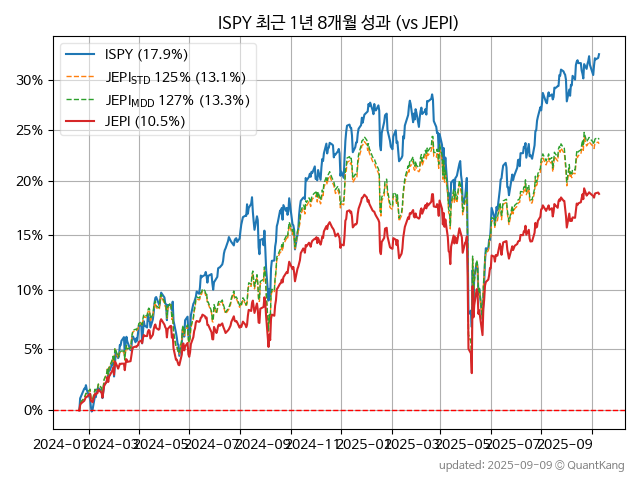 ISPY 최근 1년 8개월 성과 (vs JEPI)
ISPY (17.9%)
JEPISTD 125% (13.1%)
JEPIMDD 127% (13.3%)
JEPI (10.5%)
30%
25%
20%
15%
10%
5%
0%
2024-01 2024-03 2024-05 2024-07 2024-09 2024-11 2025-01 2025-03 2025-05 2025-07 2025-09
updated: 2025-09-09 © QuantKang